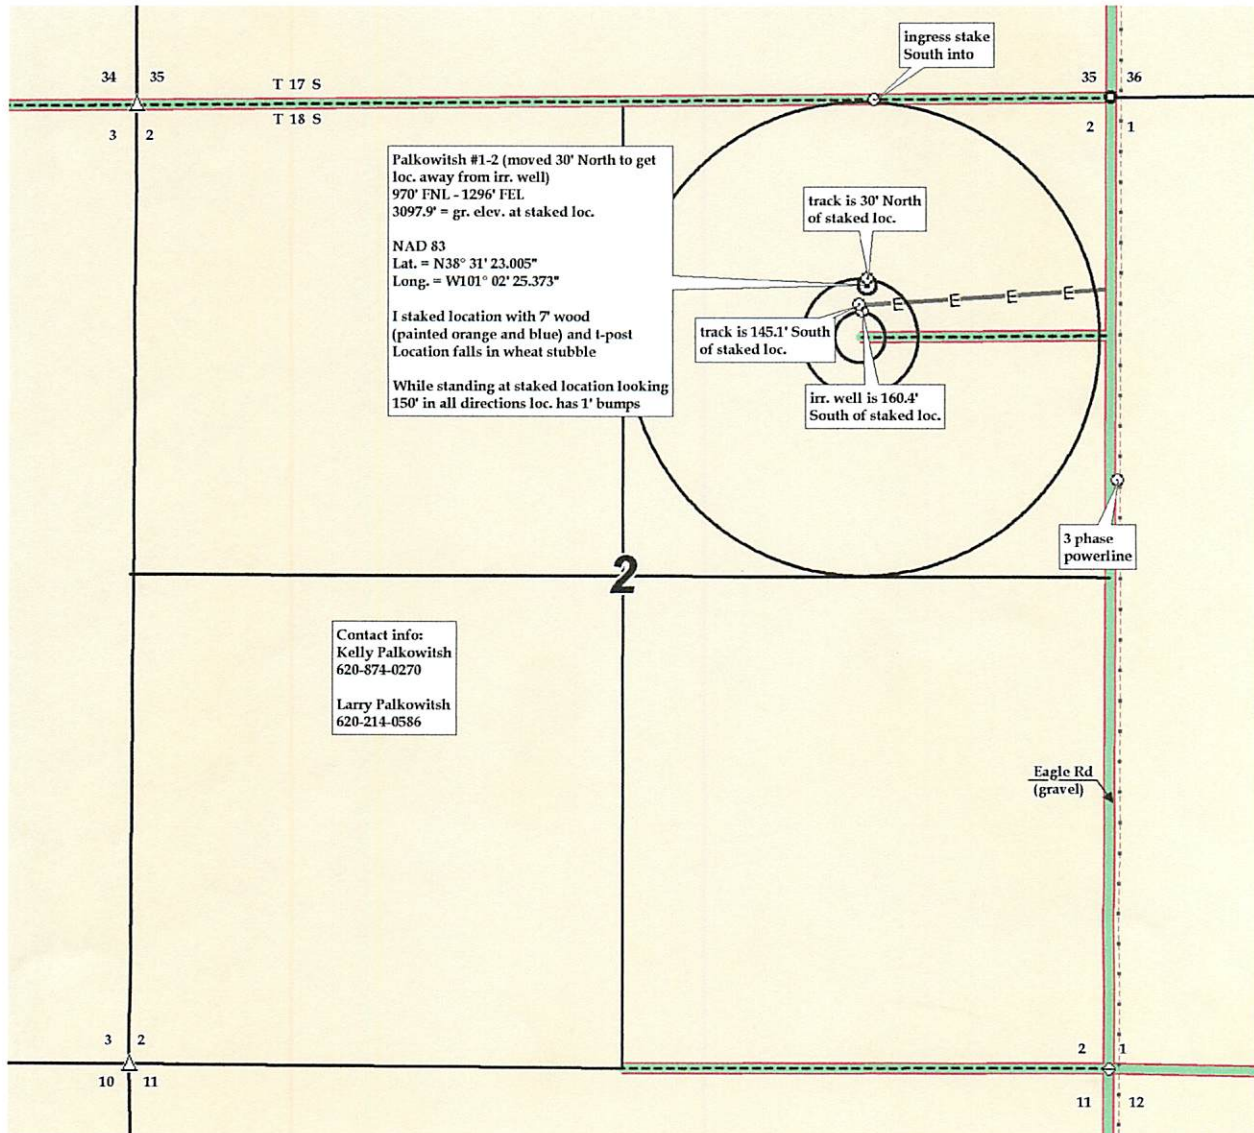 ingress stake
South into
34 35
T 17 S
35 36
T 18 S
3 2
2 1
Palkowitsh #1-2 (moved 30' North to get
loc. away from irr. well)
970' FNL - 1296' FEL
3097.9' = gr. elev. at staked loc.
NAD 83
Lat. = N38° 31' 23.005"
Long. = W101° 02' 25.373"
I staked location with 7' wood
(painted orange and blue) and t-post
Location falls in wheat stubble
While standing at staked location looking
150' in all directions loc. has 1' bumps
track is 30' North
of staked loc.
E E E E
track is 145.1' South
of staked loc.
irr. well is 160.4'
South of staked loc.
3 phase
powerline
2
Contact info:
Kelly Palkowitsh
620-874-0270
Larry Palkowitsh
620-214-0586
Eagle Rd
(gravel)
3 2
2 1
10 11
11 12